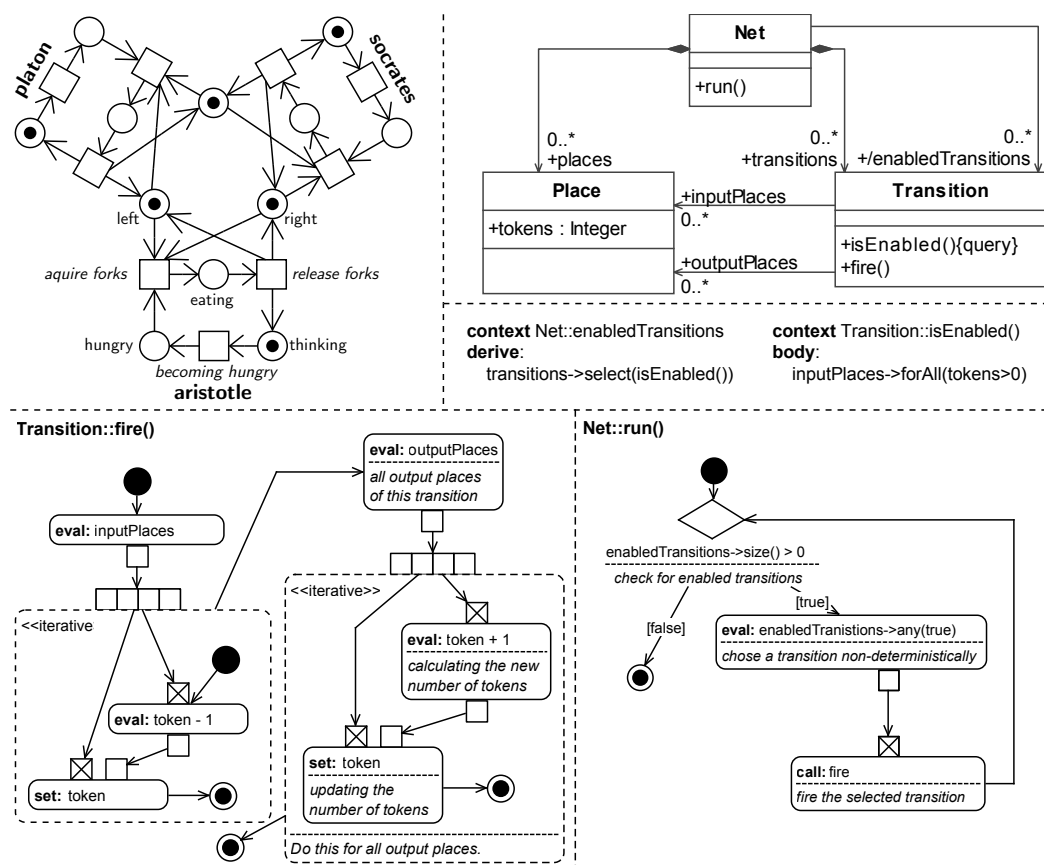 platon
socrates
left
right
aquire forks
release forks
eating
hungry
thinking
becoming hungry
aristotle
Net
+run()
0..*
+places
0..*
+transitions
0..*
+/enabledTransitions
Place
+tokens : Integer
+inputPlaces
0..*
+outputPlaces
0..*
Transition
+isEnabled(){query}
+fire()
context Net::enabledTransitions
derive:
transitions->select(isEnabled())
context Transition::isEnabled()
body:
inputPlaces->forAll(tokens>0)
Transition::fire()
eval: inputPlaces
<<iterative
eval: token - 1
set: token
eval: outputPlaces
all output places
of this transition
<<iterative>>
eval: token + 1
calculating the new
number of tokens
set: token
updating the
number of tokens
Do this for all output places.
Net::run()
enabledTransitions->size() > 0
check for enabled transitions
[true]
[false]
eval: enabledTranistions->any(true)
chose a transition non-deterministically
call: fire
fire the selected transition